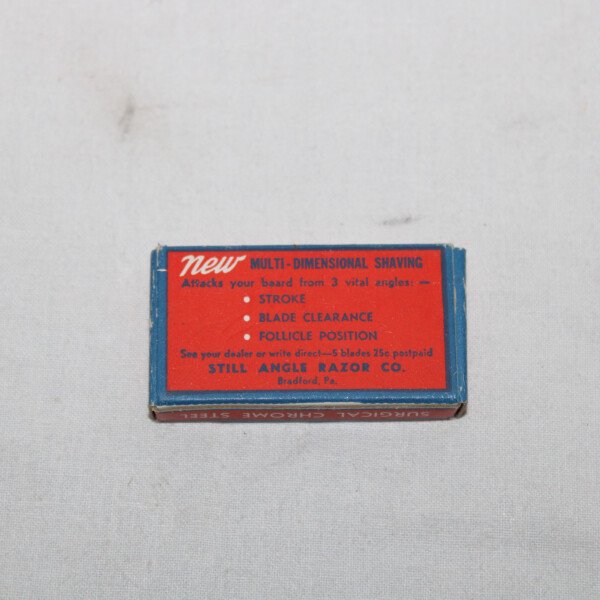 new MULTI-DIMENSIONAL SHAVING
Attacks your beard from 3 vital angles: —
• STROKE
• BLADE CLEARANCE
• FOLLICLE POSITION
See your dealer or write direct—5 blades 25c postpaid
STILL ANGLE RAZOR CO.
Bradford, Pa.
SURGICAL CHROME STEEL